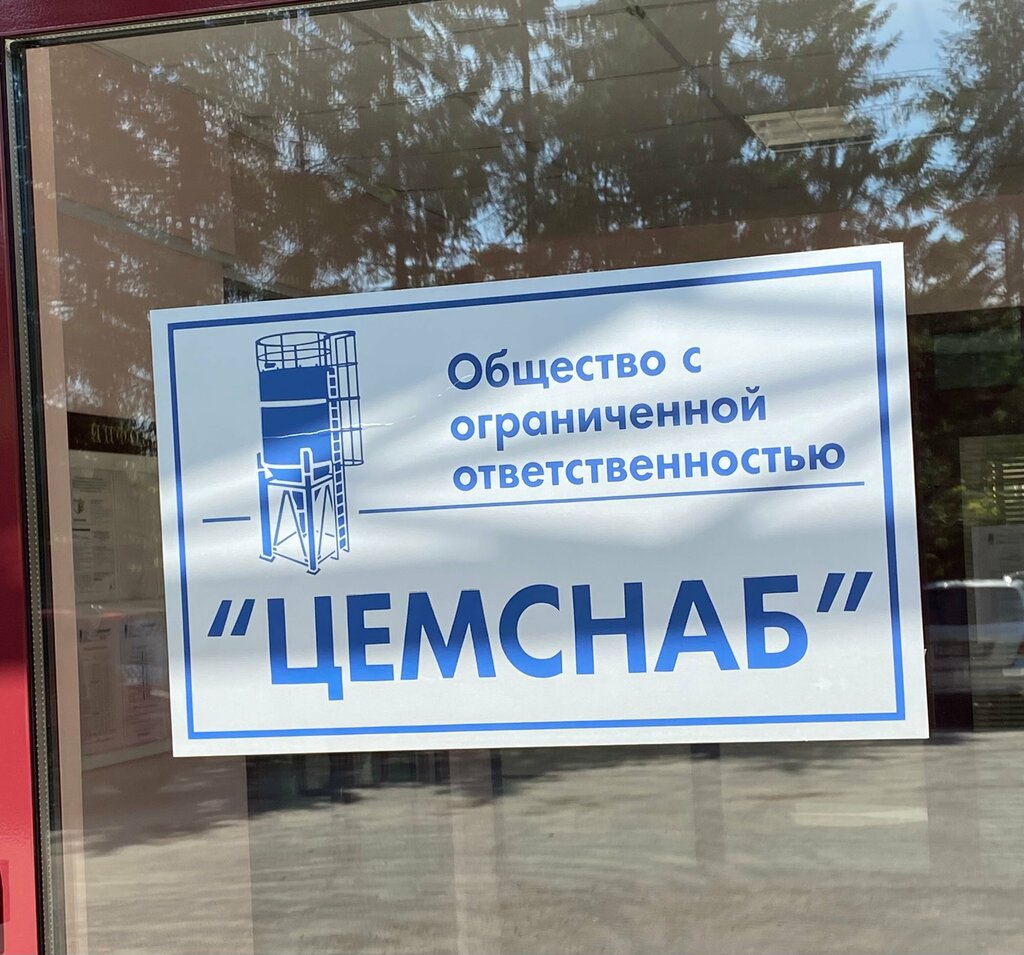 Общество с
ограниченной
ответственностью
“ЦЕМСНАБ”